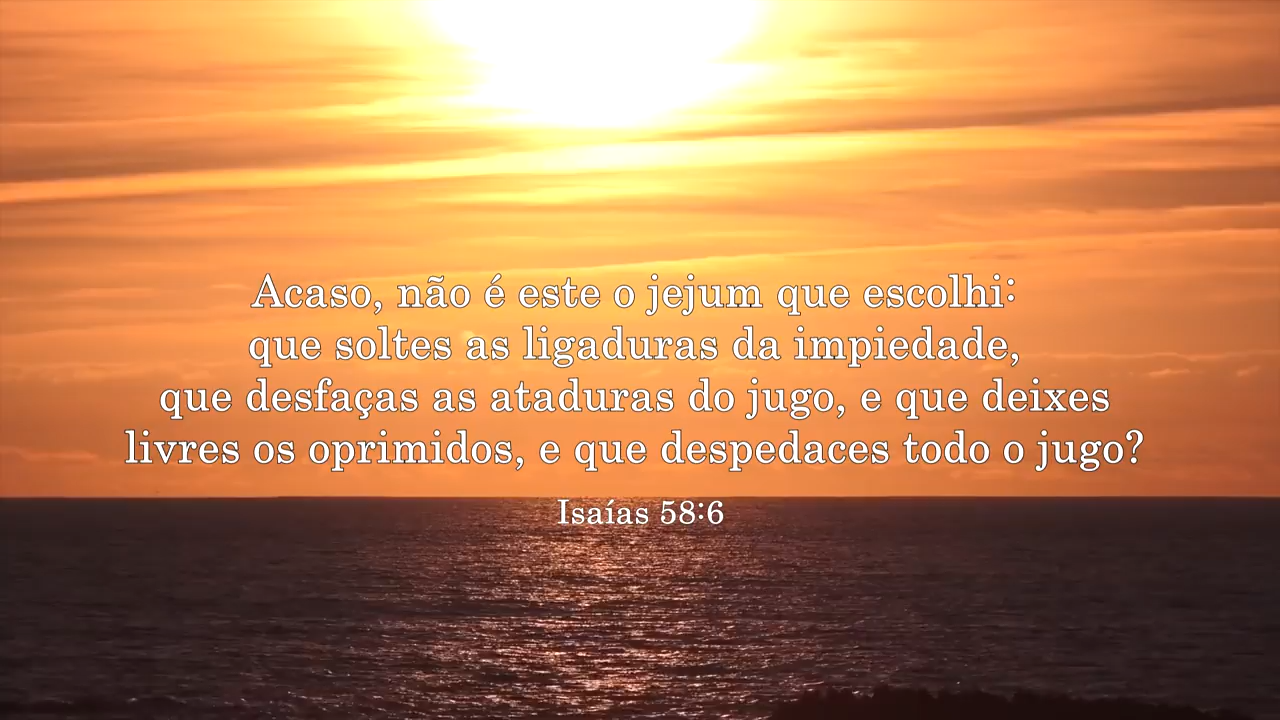 Acaso, não é este o jejum que escolhi:
que soltes as ligaduras da impiedade,
que desfaças as ataduras do jugo, e que deixes
livres os oprimidos, e que despedaces todo o jugo?
Isaías 58:6